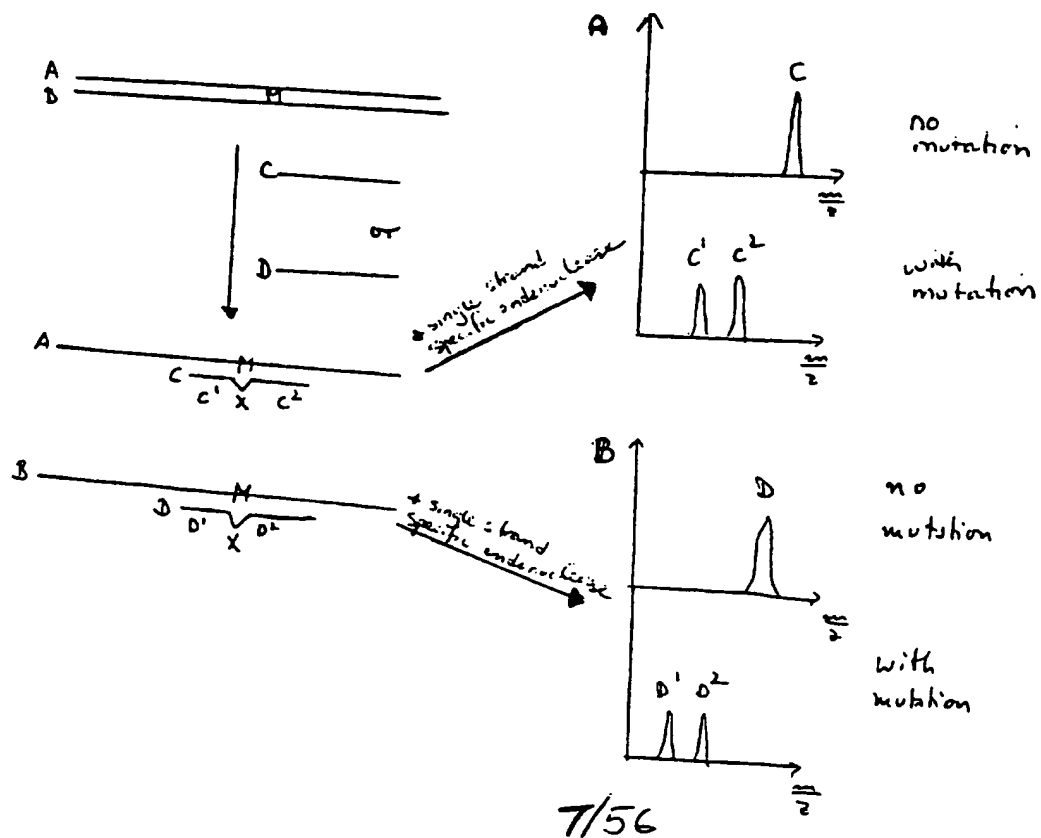 A
B
M
C
or
D
A
M
C
C¹ X C²
+ single strand
specific endonuclease
A
C
m/z
no
mutation
C¹ C²
m/z
with
mutation
B
M
D
D¹ X D²
+ single strand
specific endonuclease
B
D
m/z
no
mutation
D¹ D²
m/z
with
mutation
7/56